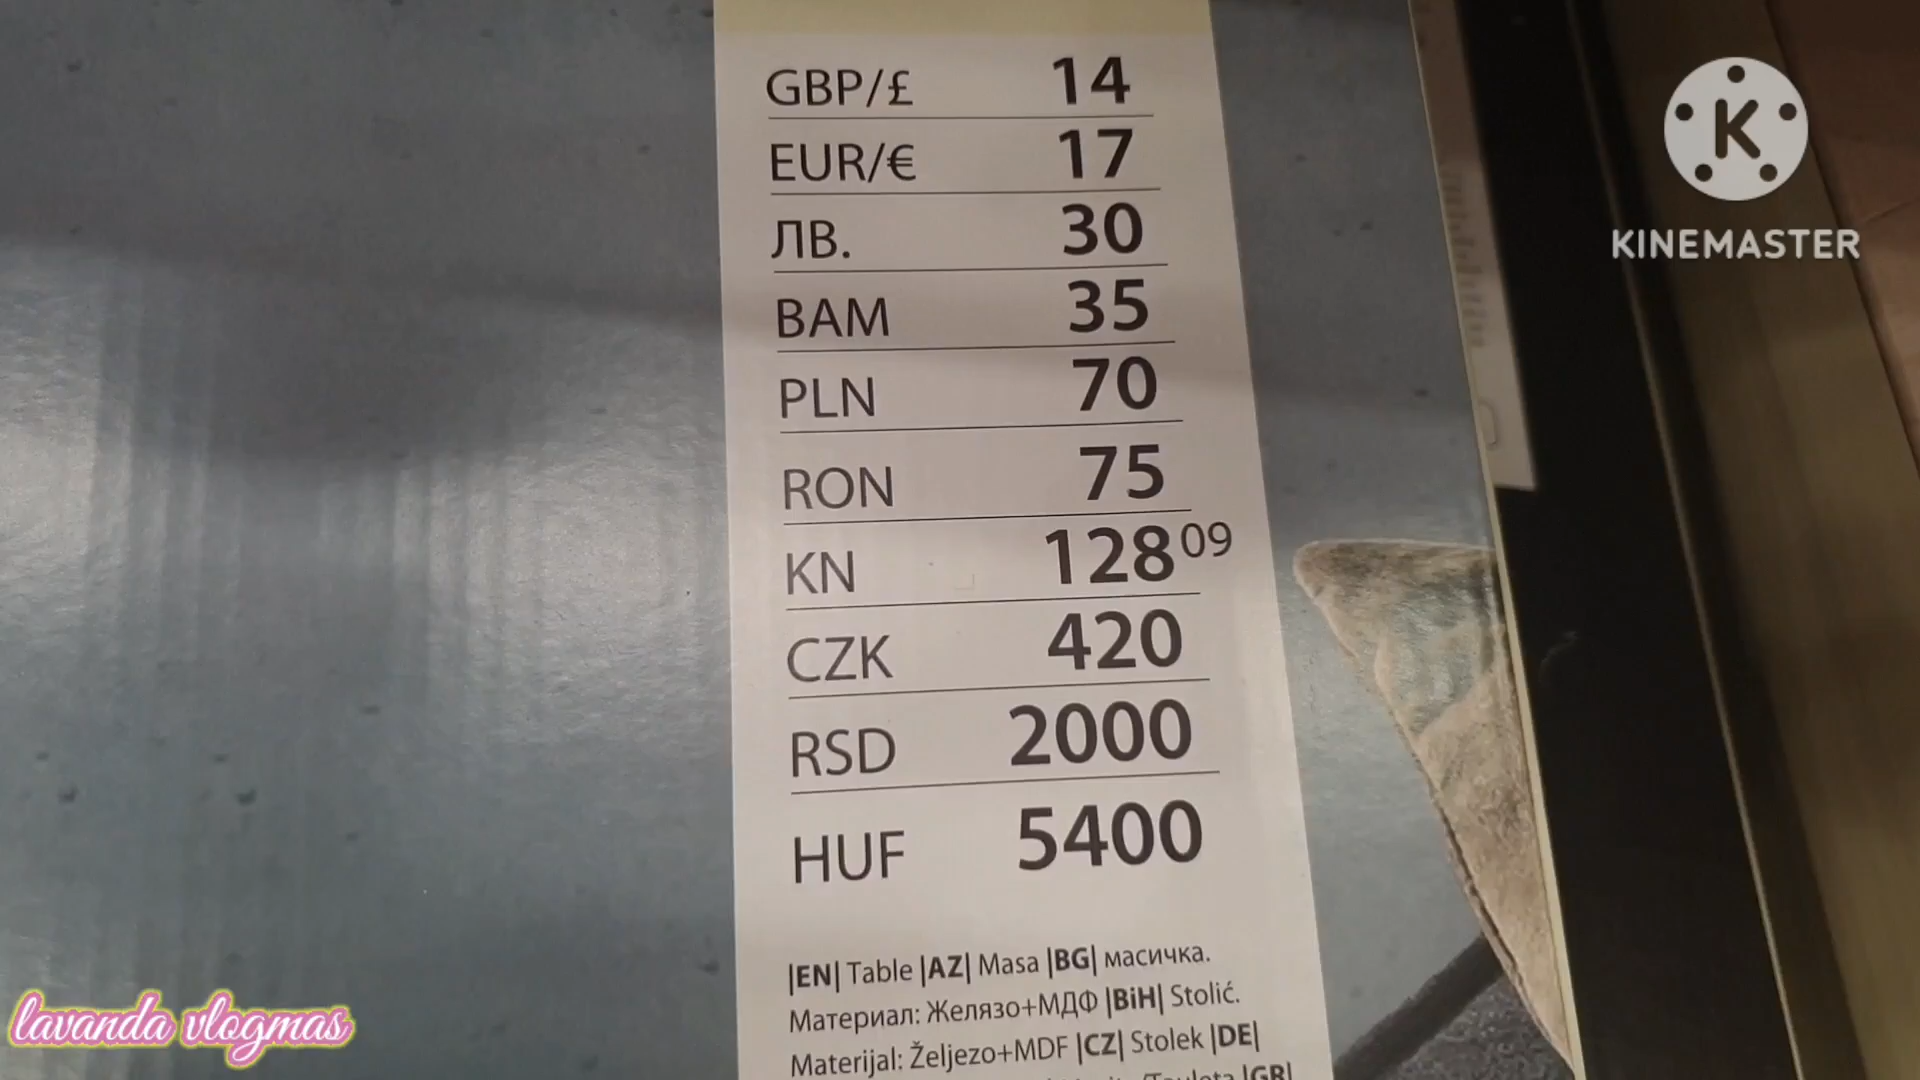 GBP/£ 14
EUR/€ 17
ЛВ. 30
BAM 35
PLN 70
RON 75
KN 128 09
CZK 420
RSD 2000
HUF 5400
|EN| Table |AZ| Masa |BG| масичка.
Материал: Желязо+МДФ |BiH| Stolić.
Materijal: Željezo+MDF |CZ| Stolek |DE|
|GR|
K
KINEMASTER
lavanda vlogmas